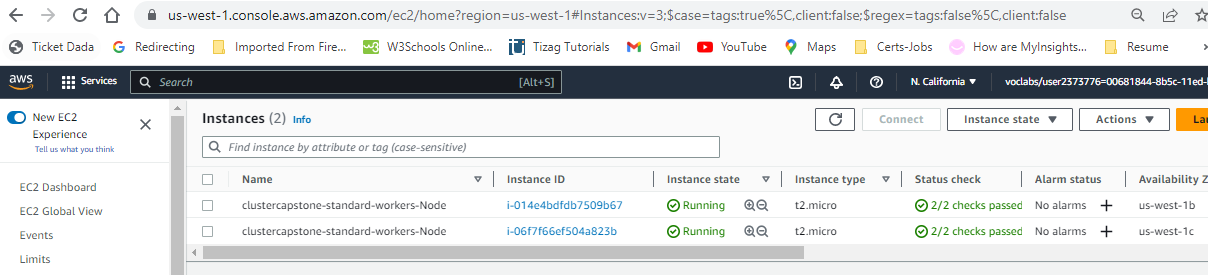 us-west-1.console.aws.amazon.com/ec2/home?region=us-west-1#Instances:v=3;$case=tags:true%5C,client:false;$regex=tags:false%5C,client:false
Ticket Dada Redirecting Imported From Fire... W3Schools Online... Tizag Tutorials Gmail YouTube Maps Certs-Jobs How are MyInsights... Resume
aws Services Search [Alt+S] N. California voclabs/user2373776=00681844-8b5c-11ed-
New EC2 Experience
Tell us what you think
EC2 Dashboard
EC2 Global View
Events
Limits
Instances (2) Info Connect Instance state Actions La
Find instance by attribute or tag (case-sensitive)
Name Instance ID Instance state Instance type Status check Alarm status Availability Z
clustercapstone-standard-workers-Node i-014e4bdfdb7509b67 Running t2.micro 2/2 checks passed No alarms + us-west-1b
clustercapstone-standard-workers-Node i-06f7f66ef504a823b Running t2.micro 2/2 checks passed No alarms + us-west-1c